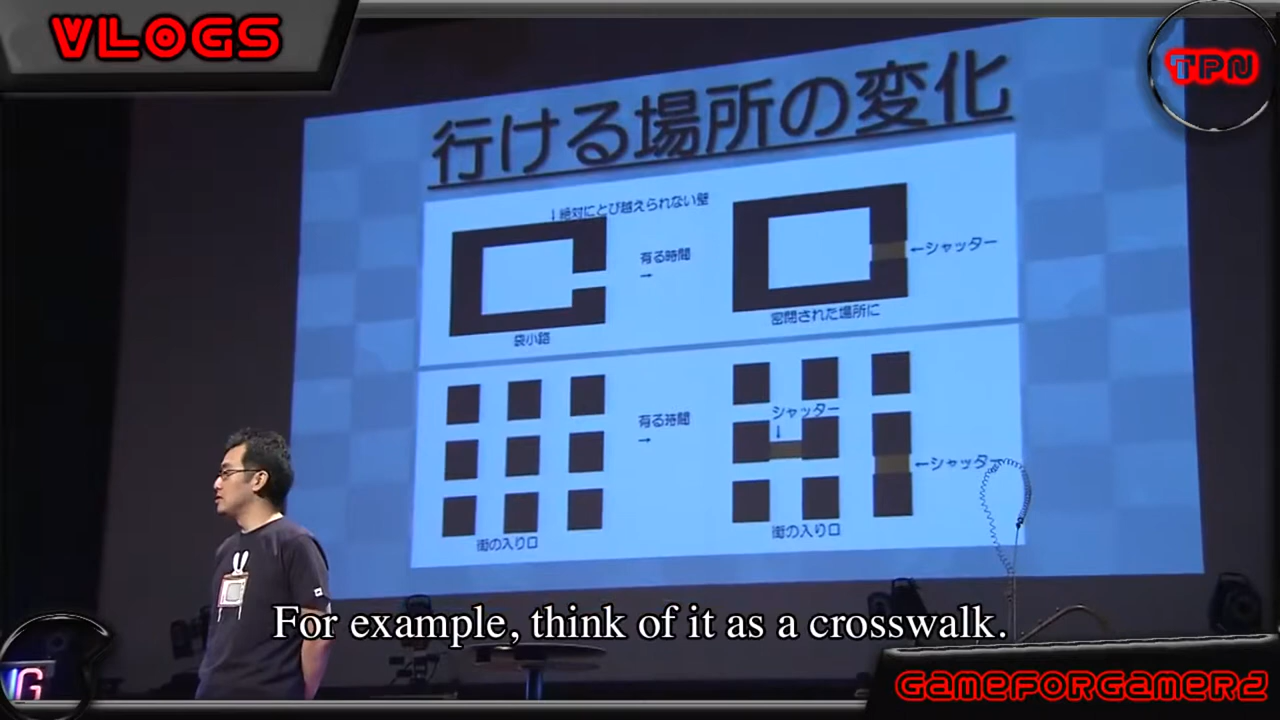 VLOGS
TPN
行ける場所の変化
↓絶対にとび越えられない壁
有る時間
→
←シャッター
袋小路
密閉された場所に
有る時間
→
シャッター
↓
←シャッター
街の入り口
街の入り口
For example, think of it as a crosswalk.
G
GAMEFORGAMERZ